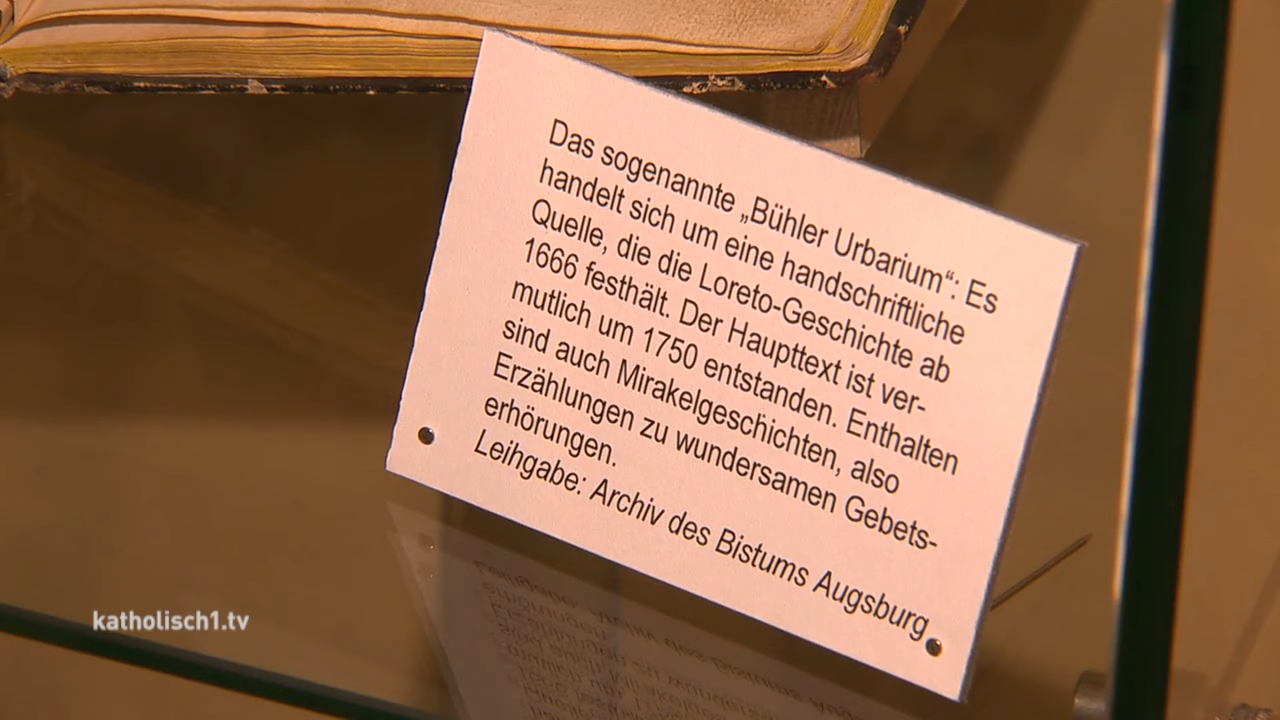 Das sogenannte „Bühler Urbarium“: Es
handelt sich um eine handschriftliche
Quelle, die die Loreto-Geschichte ab
1666 festhält. Der Haupttext ist ver-
mutlich um 1750 entstanden. Enthalten
sind auch Mirakelgeschichten, also
Erzählungen zu wundersamen Gebets-
erhörungen.
Leihgabe: Archiv des Bistums Augsburg
katholisch1.tv